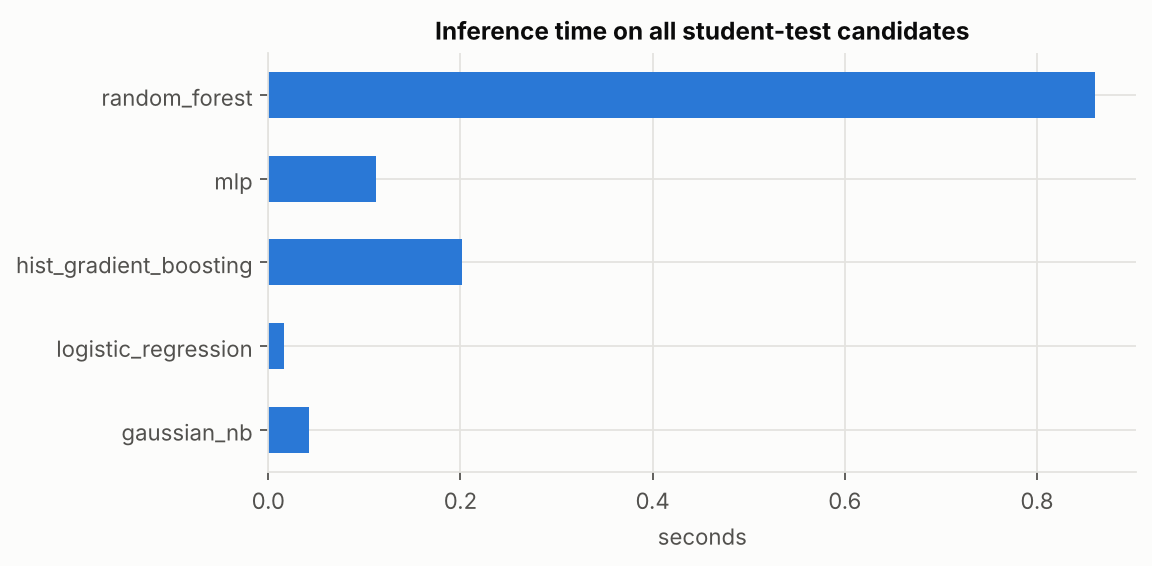 Inference time on all student-test candidates
random_forest
mlp
hist_gradient_boosting
logistic_regression
gaussian_nb
0.0 0.2 0.4 0.6 0.8
seconds